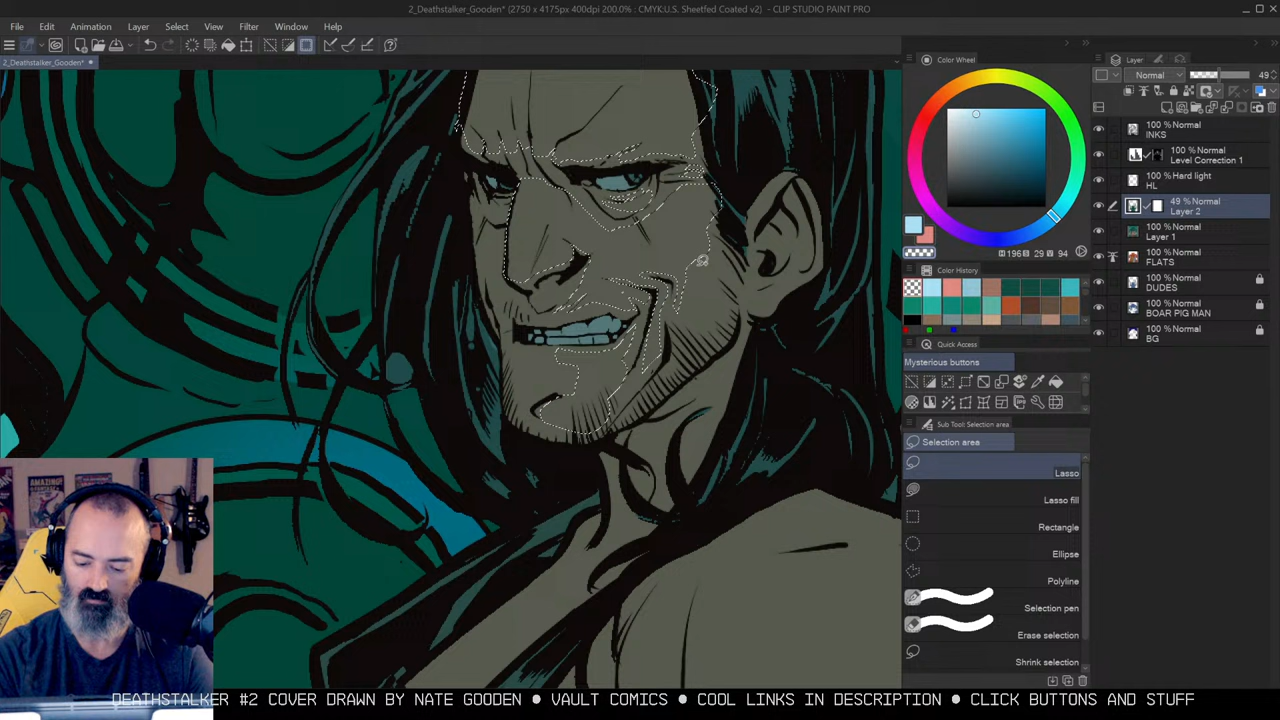 2_Deathstalker_Gooden* (2750 x 4175px 400dpi 200.0% : CMYK:U.S. Sheetfed Coated v2) - CLIP STUDIO PAINT PRO
File Edit Animation Layer Select View Filter Window Help
2_Deathstalker_Gooden*
Color Wheel
H 196 S 29 V 94
Color History
Quick Access
Mysterious buttons
Sub Tool: Selection area
Selection area
Lasso
Lasso fill
Rectangle
Ellipse
Polyline
Selection pen
Erase selection
Shrink selection
Layer
Normal 49
100 % Normal
INKS
100 % Normal
Level Correction 1
100 % Hard light
HL
49 % Normal
Layer 2
100 % Normal
Layer 1
100 % Normal
FLATS
100 % Normal
DUDES
100 % Normal
BOAR PIG MAN
100 % Normal
BG
AMAZING
DEATHSTALKER #2 COVER DRAWN BY NATE GOODEN ● VAULT COMICS ● COOL LINKS IN DESCRIPTION ● CLICK BUTTONS AND STUFF